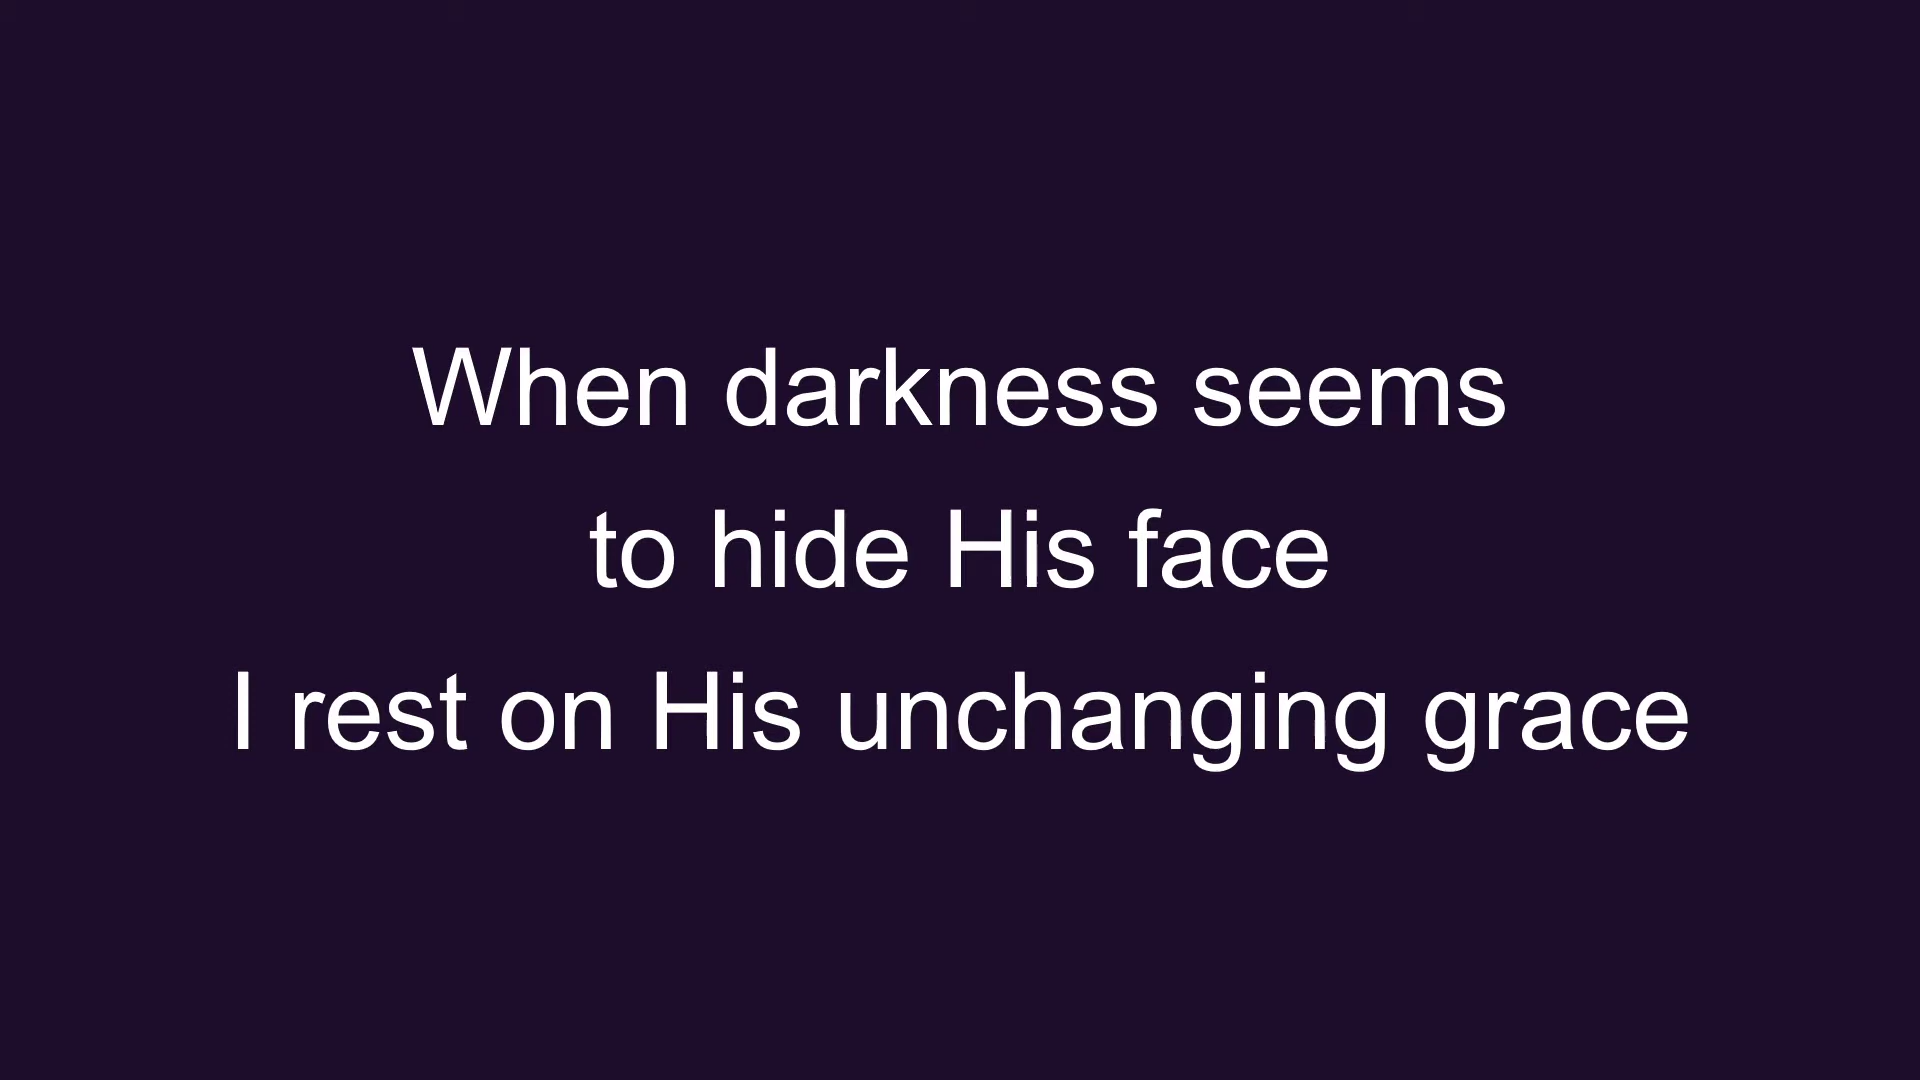 When darkness seems
to hide His face
I rest on His unchanging grace